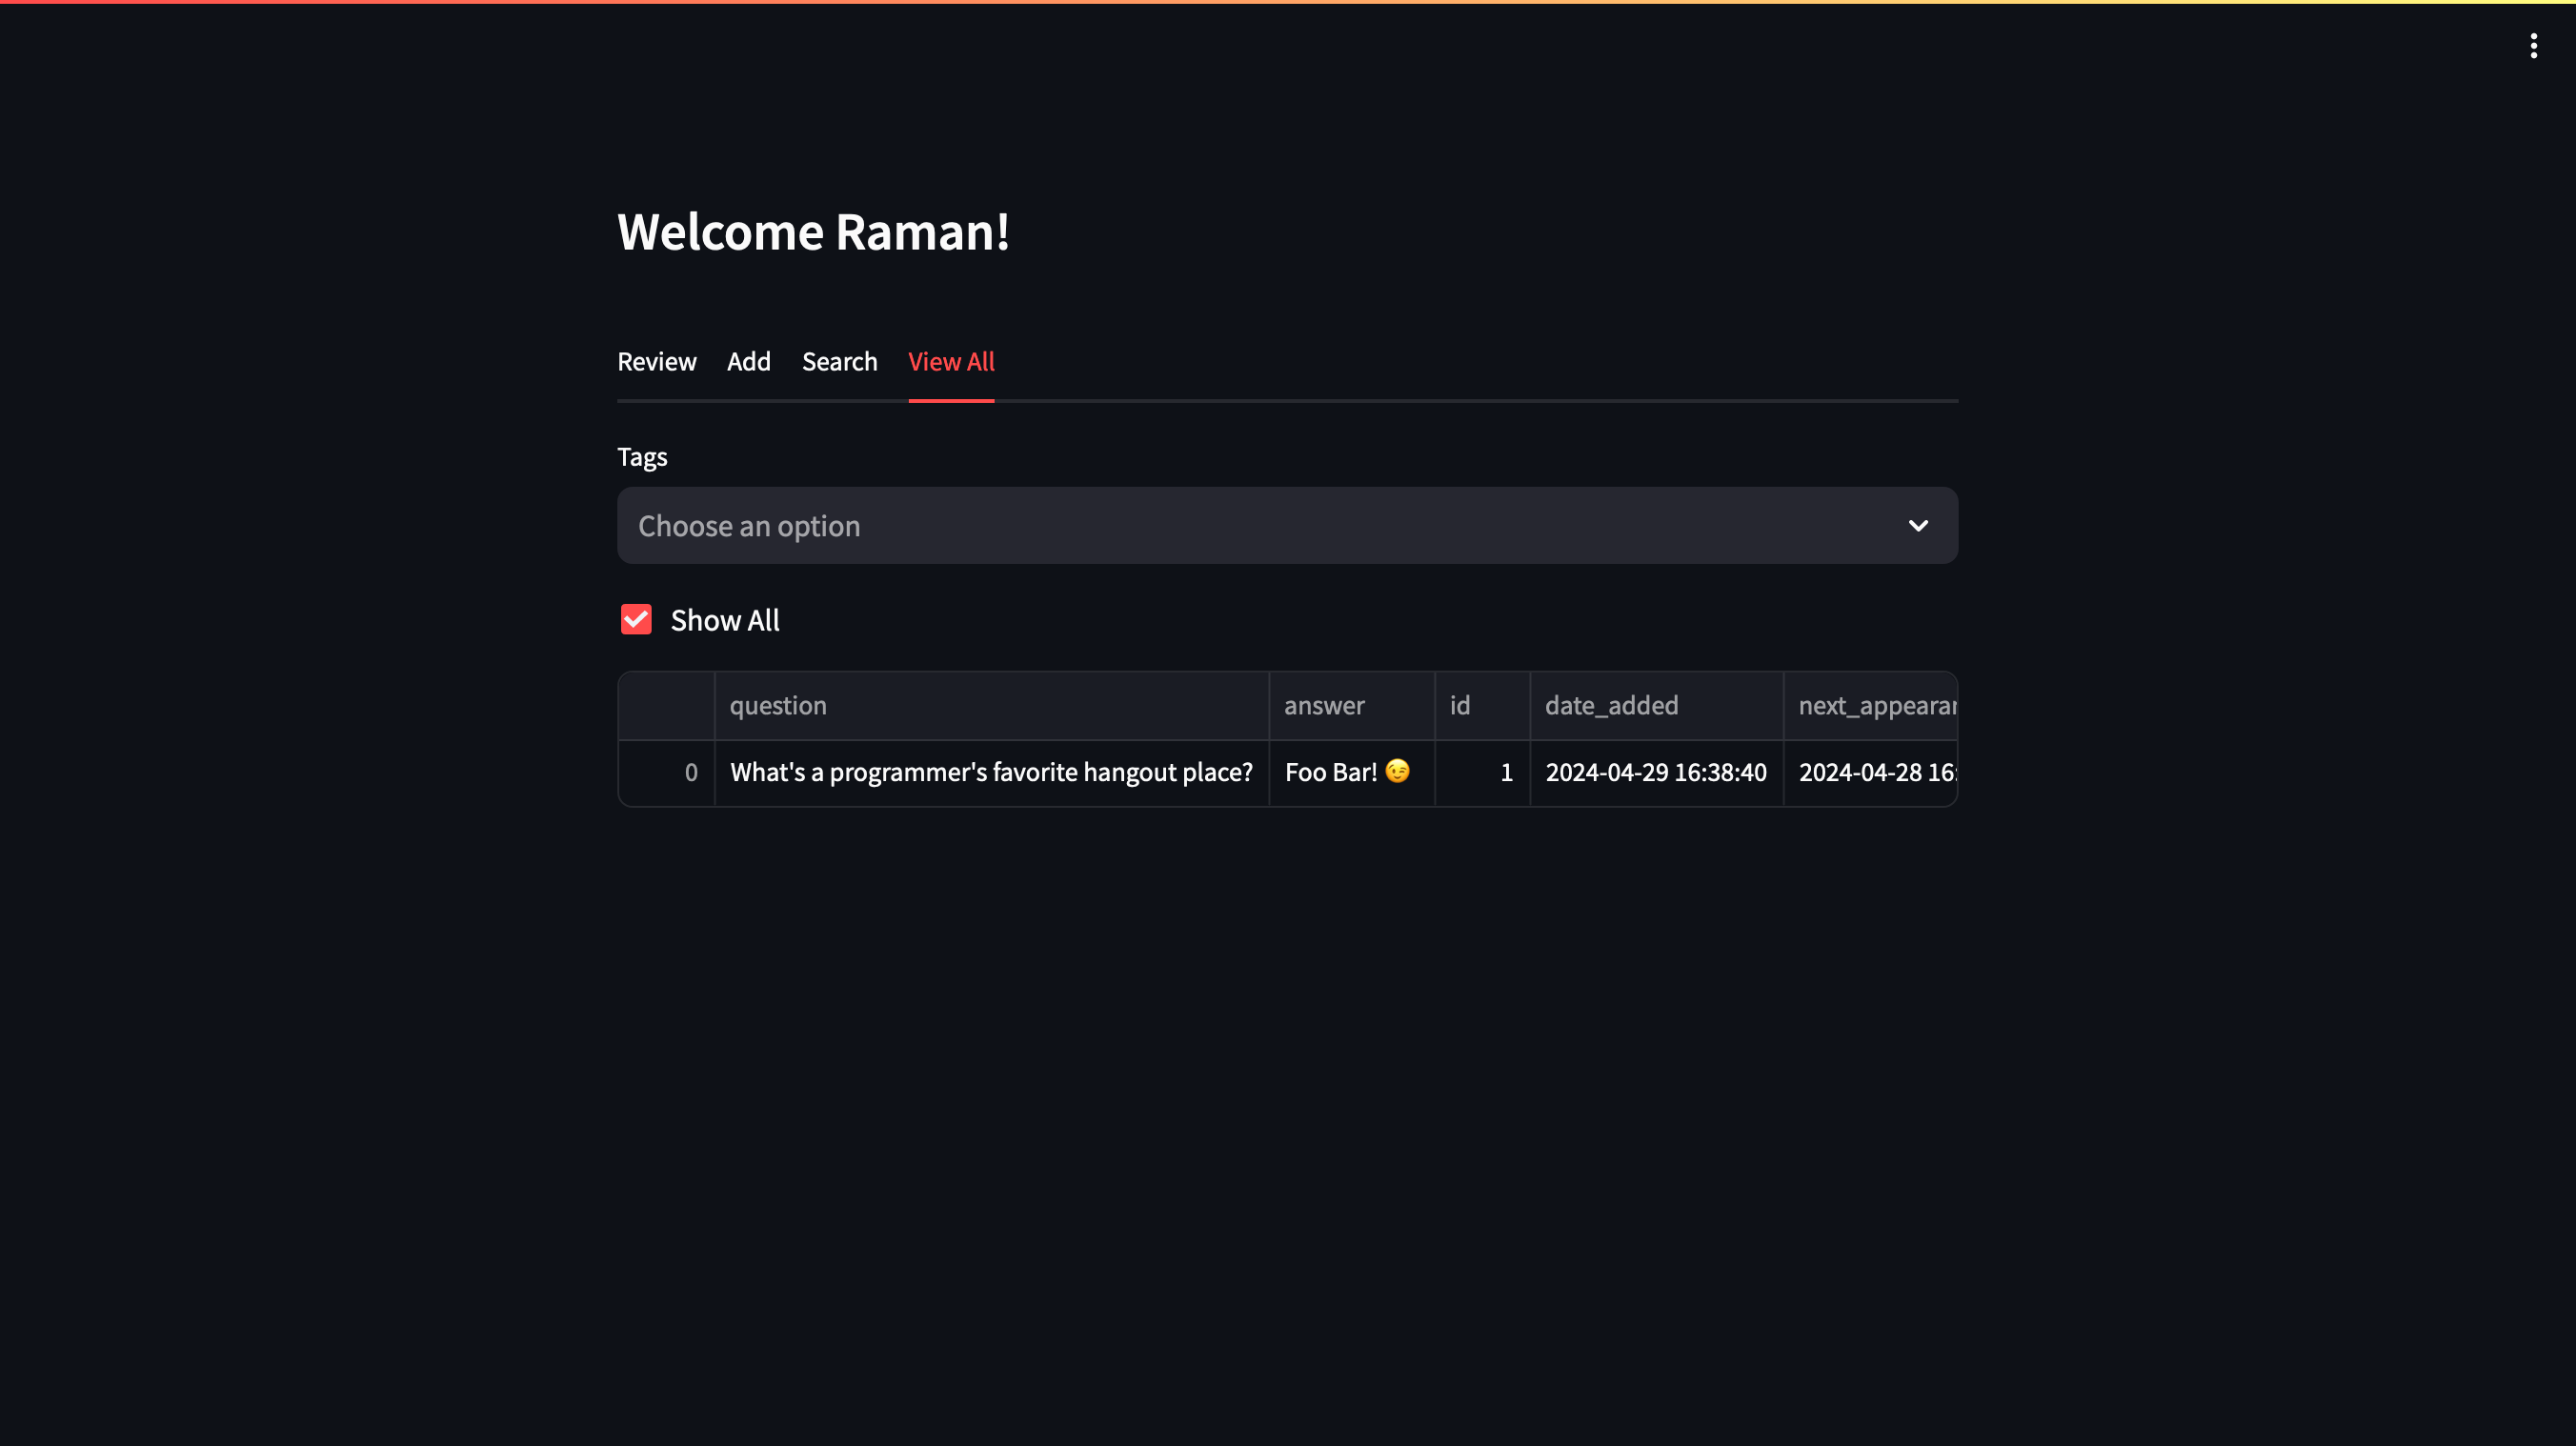 Welcome Raman!
Review Add Search View All
Tags
Choose an option
Show All
question answer id date_added next_appearar
0 What's a programmer's favorite hangout place? Foo Bar! 😉 1 2024-04-29 16:38:40 2024-04-28 16: